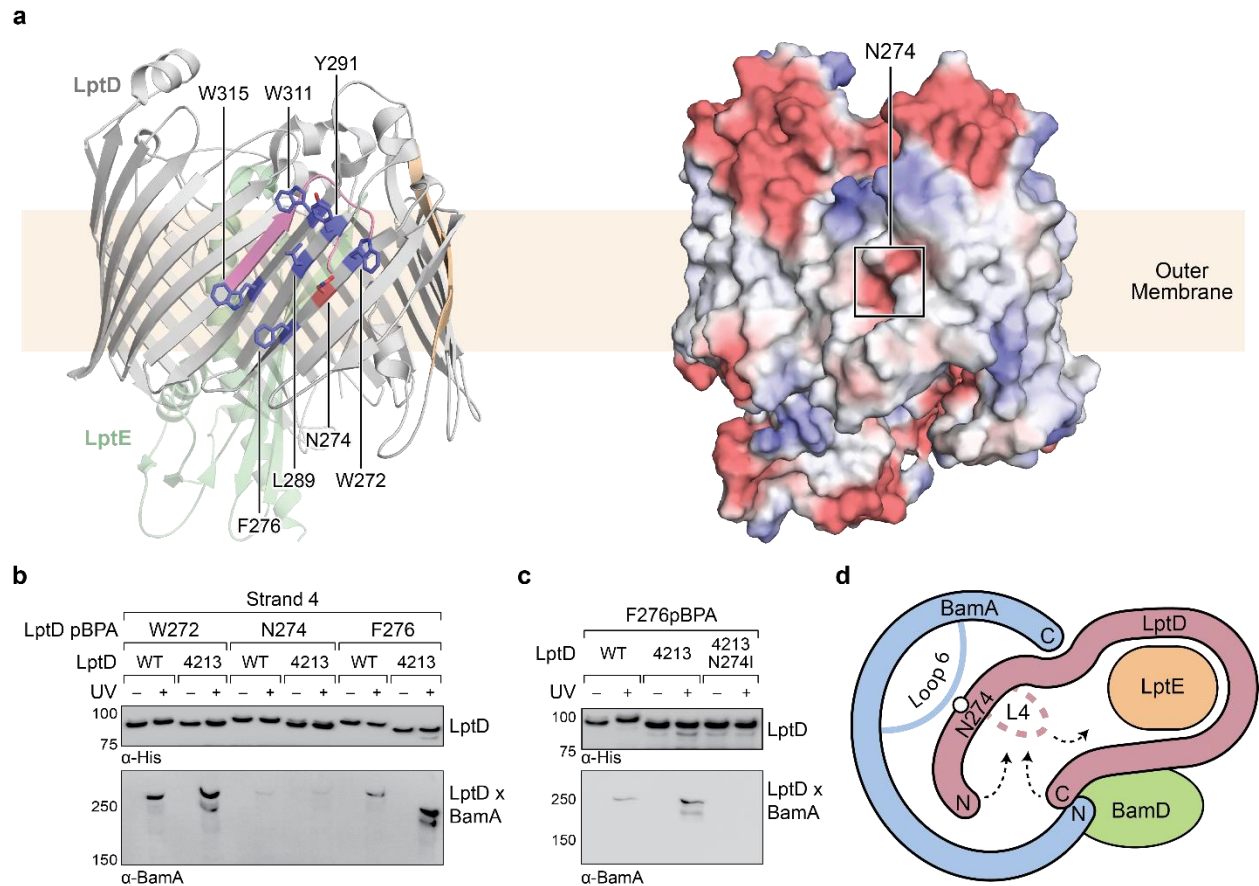 a
LptD
W315
W311
Y291
N274
LptE
F276
L289
N274
W272
Outer
Membrane
b
Strand 4
LptD pBPA
W272 N274 F276
LptD WT 4213 WT 4213 WT 4213
UV – + – + – + – + – + – +
100
75
LptD
α-His
250
150
LptD x
BamA
α-BamA
c
F276pBPA
LptD WT 4213 4213
N274I
UV – + – + – +
100
75
LptD
α-His
250
150
LptD x
BamA
α-BamA
d
BamA
C
LptD
Loop 6
N274
L4
LptE
N
C
N
BamD